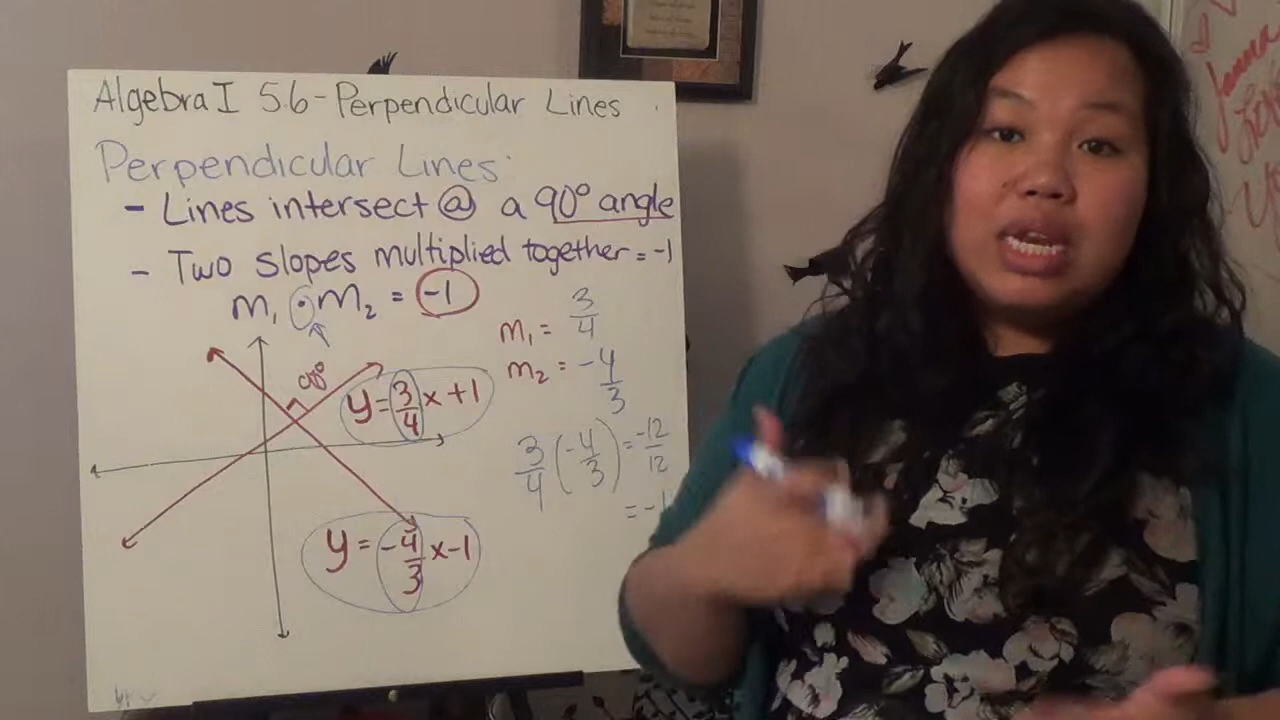 Algebra I 5.6 - Perpendicular Lines
Perpendicular Lines:
- Lines intersect @ a 90° angle
- Two slopes multiplied together = -1
m₁ · m₂ = -1
m₁ = 3/4
m₂ = -4/3
90°
y = 3/4 x + 1
3/4 (-4/3) = -12/12
= -1
y = -4/3 x - 1